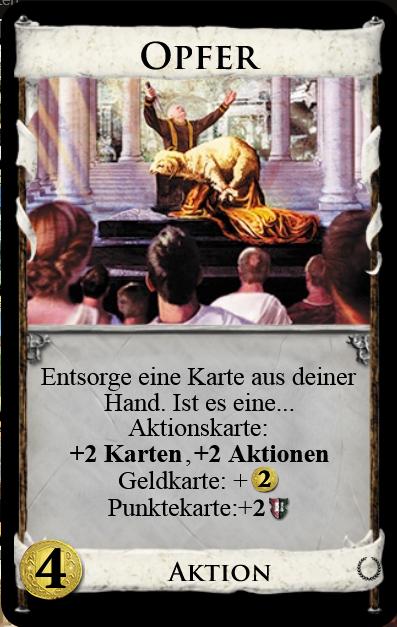 OPFER
Entsorge eine Karte aus deiner
Hand. Ist es eine...
Aktionskarte:
+2 Karten, +2 Aktionen
Geldkarte: + 2
Punktekarte:+2
4
AKTION